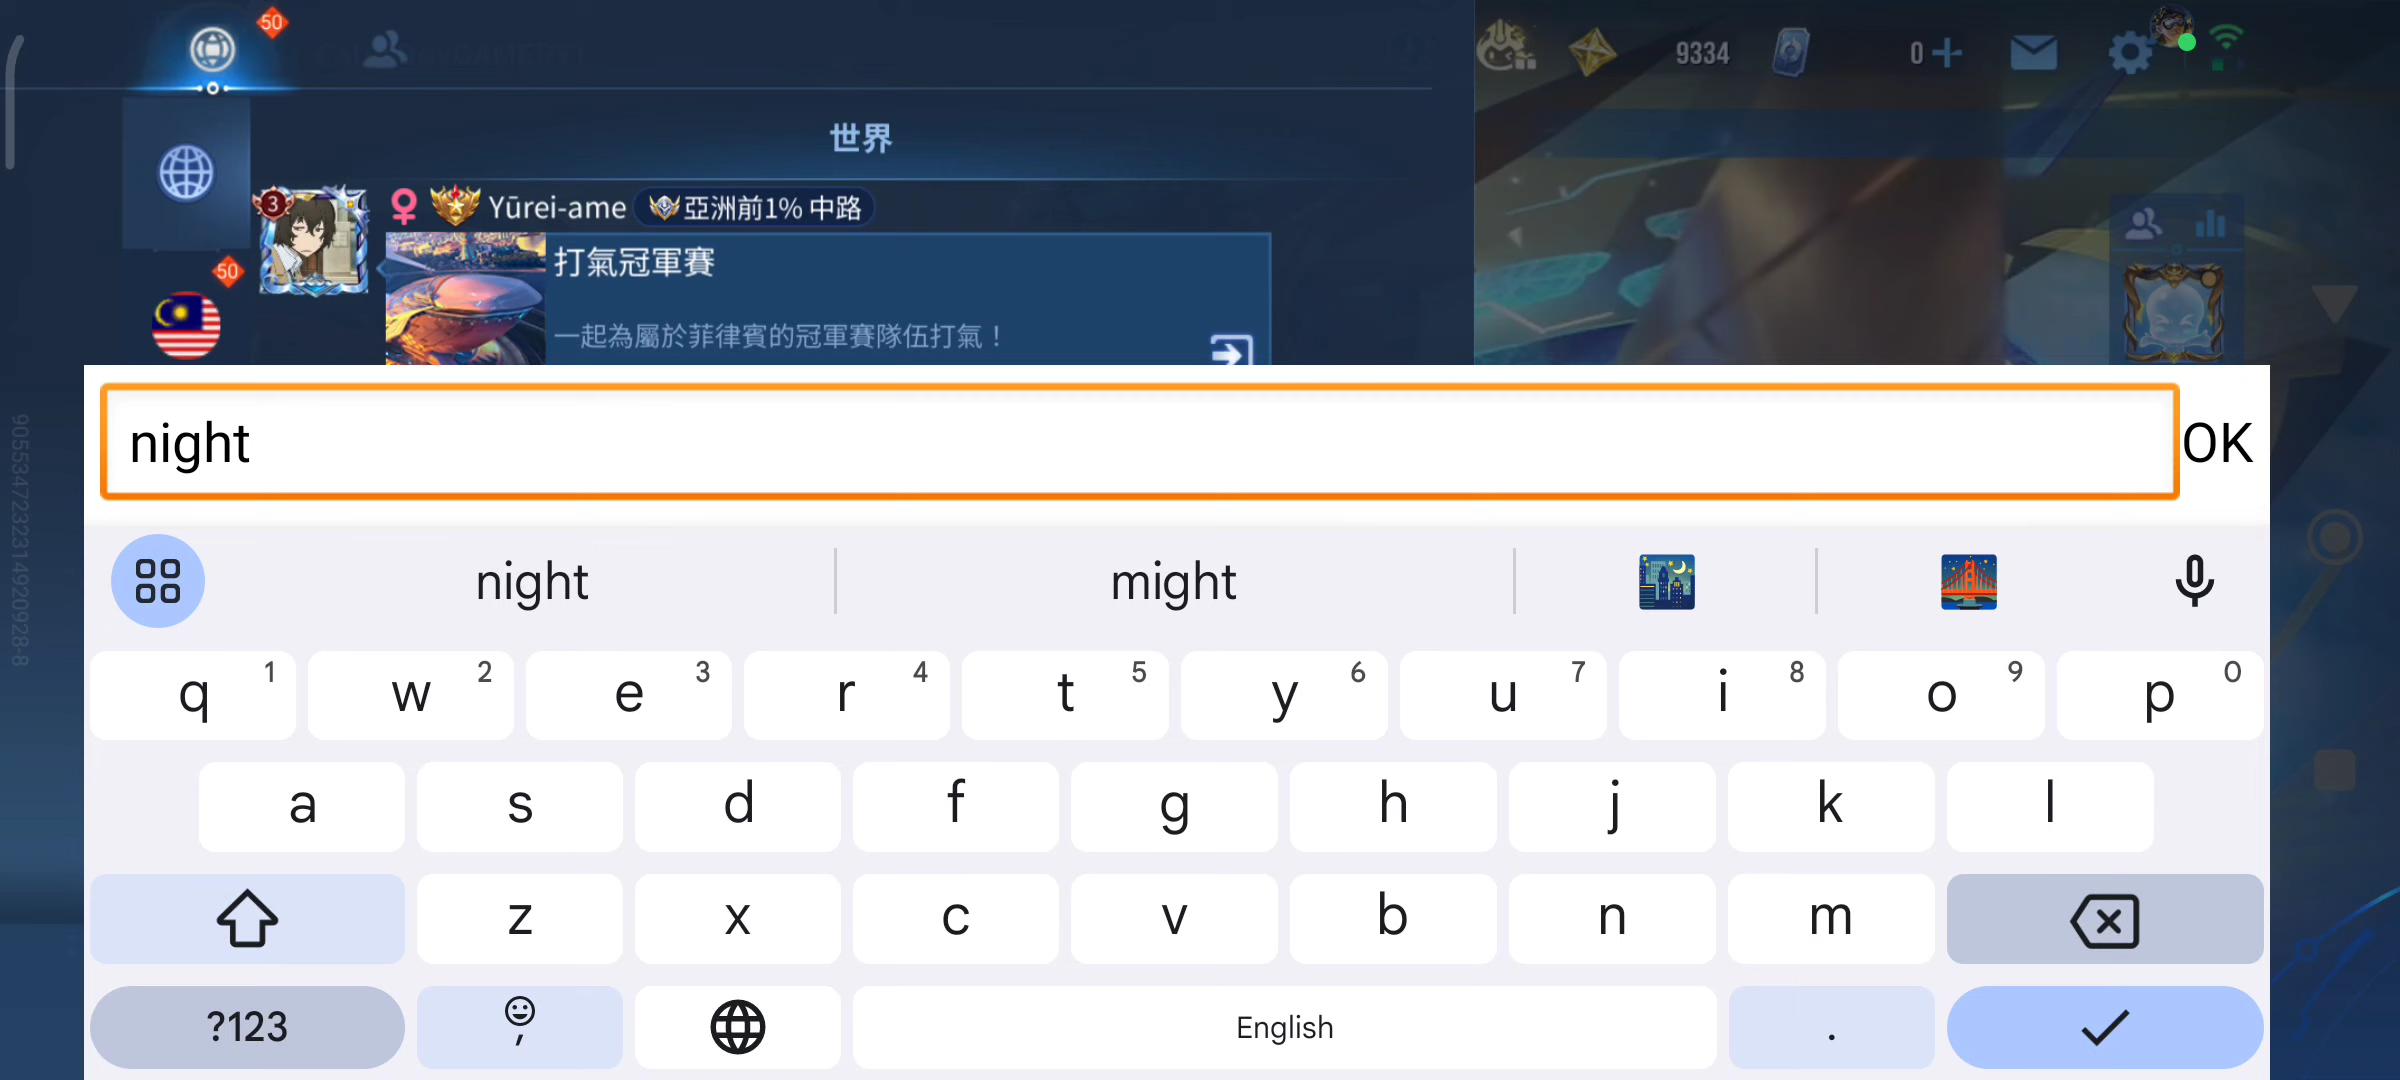 50
9334
0
世界
3
Yūrei-ame
亞洲前1% 中路
打氣冠軍賽
一起為屬於菲律賓的冠軍賽隊伍打氣！
50
night
OK
night
might
q 1 w 2 e 3 r 4 t 5 y 6 u 7 i 8 o 9 p 0
a s d f g h j k l
z x c v b n m
?123 , English .